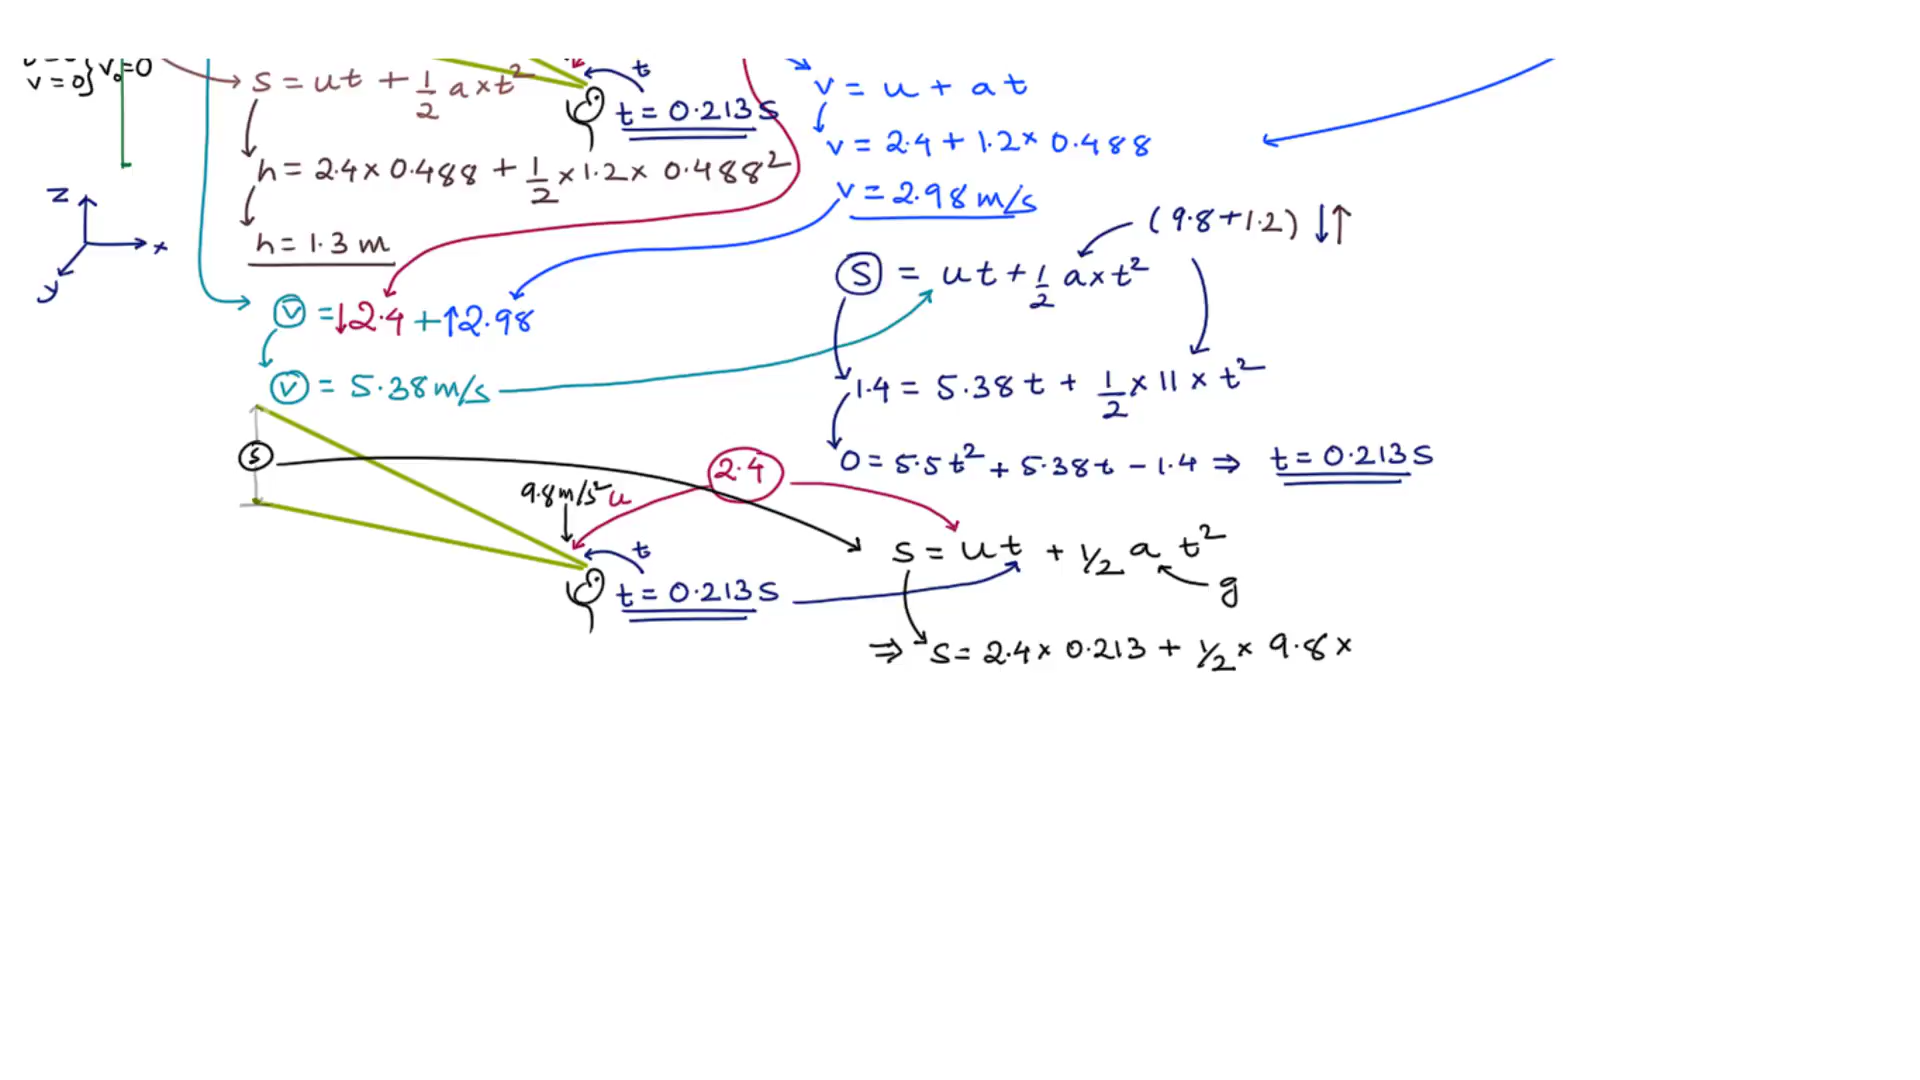 v = 0} v₀ = 0
s = ut + 1/2 a × t²
t
t = 0.213 s
h = 2.4 × 0.488 + 1/2 × 1.2 × 0.488²
h = 1.3 m
z
x
y
v = u + at
v = 2.4 + 1.2 × 0.488
v = 2.98 m/s
(9.8 + 1.2) ↓↑
v = ↓2.4 + ↑2.98
v = 5.38 m/s
s = ut + 1/2 a × t²
1.4 = 5.38t + 1/2 × 11 × t²
0 = 5.5t² + 5.38t − 1.4 ⇒ t = 0.213 s
s
9.8 m/s² u
2.4
t
t = 0.213 s
s = ut + 1/2 a t²
g
⇒ s = 2.4 × 0.213 + 1/2 × 9.8 ×